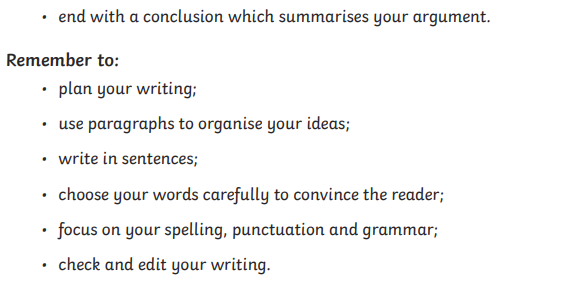 • end with a conclusion which summarises your argument.
Remember to:
• plan your writing;
• use paragraphs to organise your ideas;
• write in sentences;
• choose your words carefully to convince the reader;
• focus on your spelling, punctuation and grammar;
• check and edit your writing.